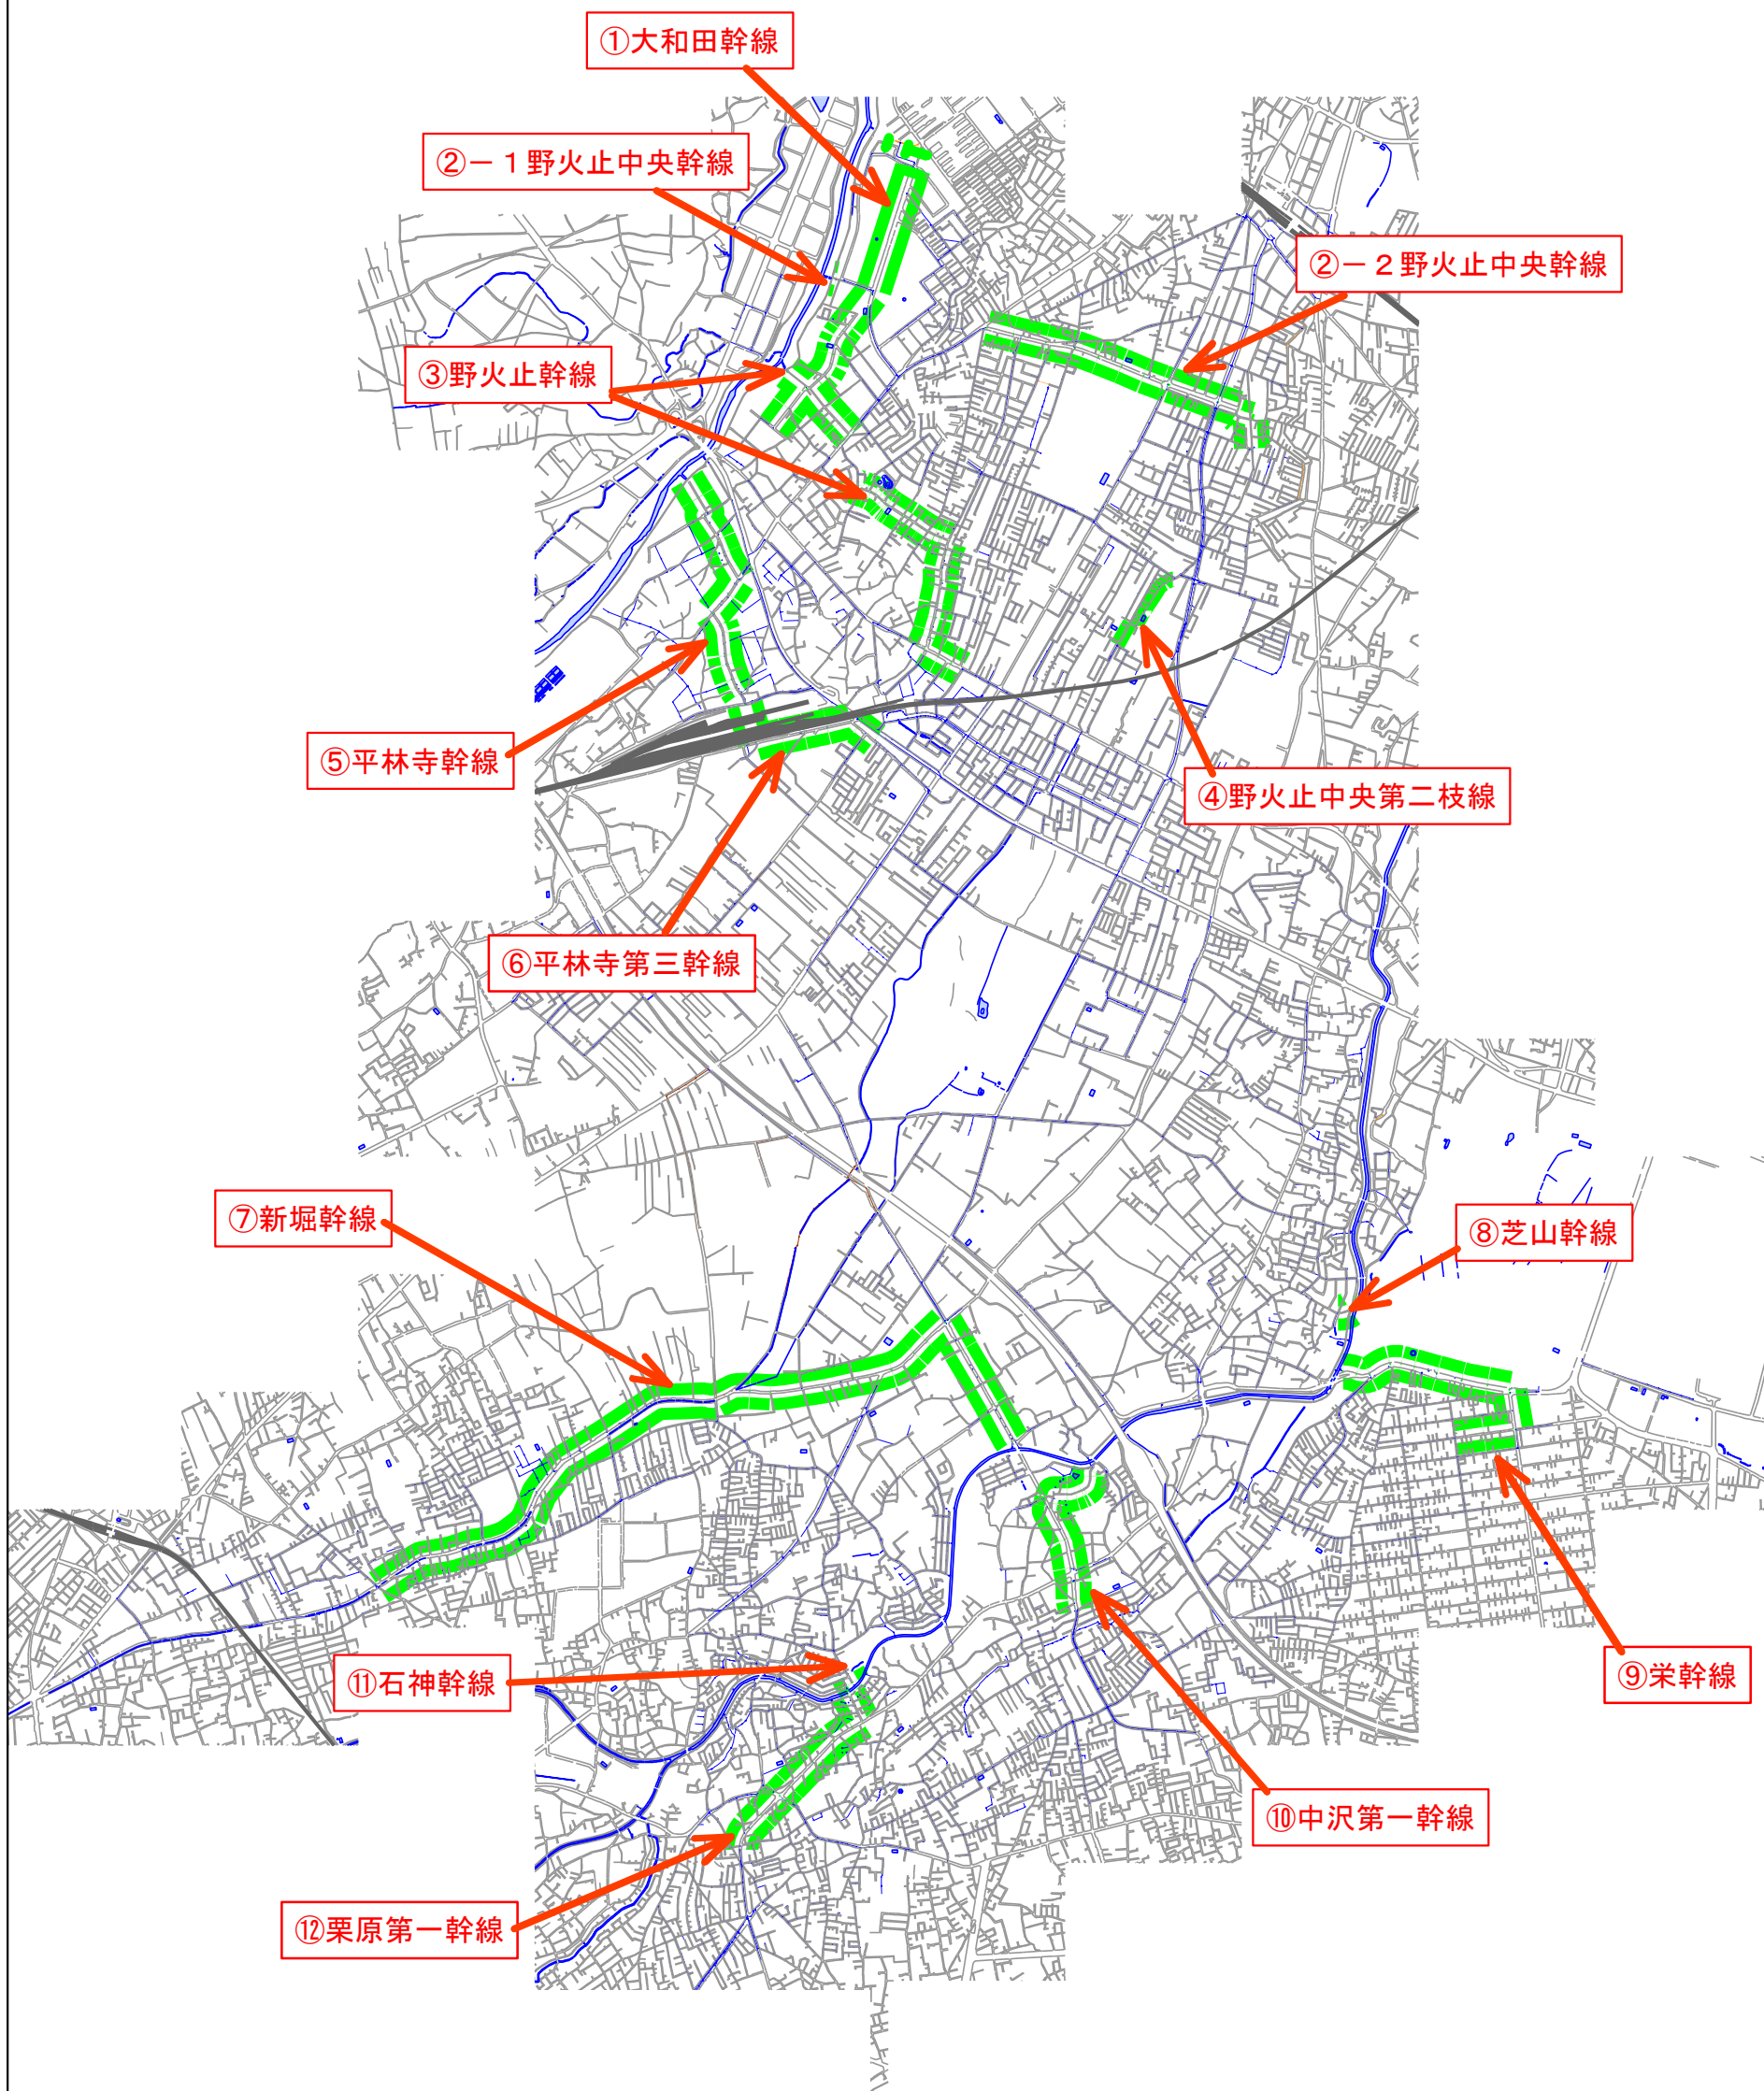 ①大和田幹線
②－１野火止中央幹線
②－２野火止中央幹線
③野火止幹線
⑤平林寺幹線
④野火止中央第二枝線
⑥平林寺第三幹線
⑦新堀幹線
⑧芝山幹線
⑪石神幹線
⑨栄幹線
⑩中沢第一幹線
⑫栗原第一幹線